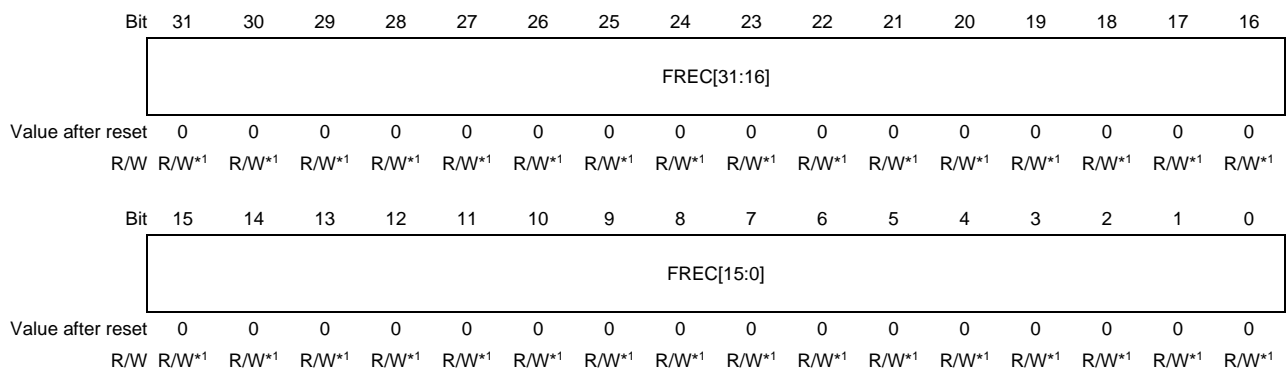 Bit 31 30 29 28 27 26 25 24 23 22 21 20 19 18 17 16
FREC[31:16]
Value after reset 0 0 0 0 0 0 0 0 0 0 0 0 0 0 0 0
R/W R/W*1 R/W*1 R/W*1 R/W*1 R/W*1 R/W*1 R/W*1 R/W*1 R/W*1 R/W*1 R/W*1 R/W*1 R/W*1 R/W*1 R/W*1 R/W*1
Bit 15 14 13 12 11 10 9 8 7 6 5 4 3 2 1 0
FREC[15:0]
Value after reset 0 0 0 0 0 0 0 0 0 0 0 0 0 0 0 0
R/W R/W*1 R/W*1 R/W*1 R/W*1 R/W*1 R/W*1 R/W*1 R/W*1 R/W*1 R/W*1 R/W*1 R/W*1 R/W*1 R/W*1 R/W*1 R/W*1